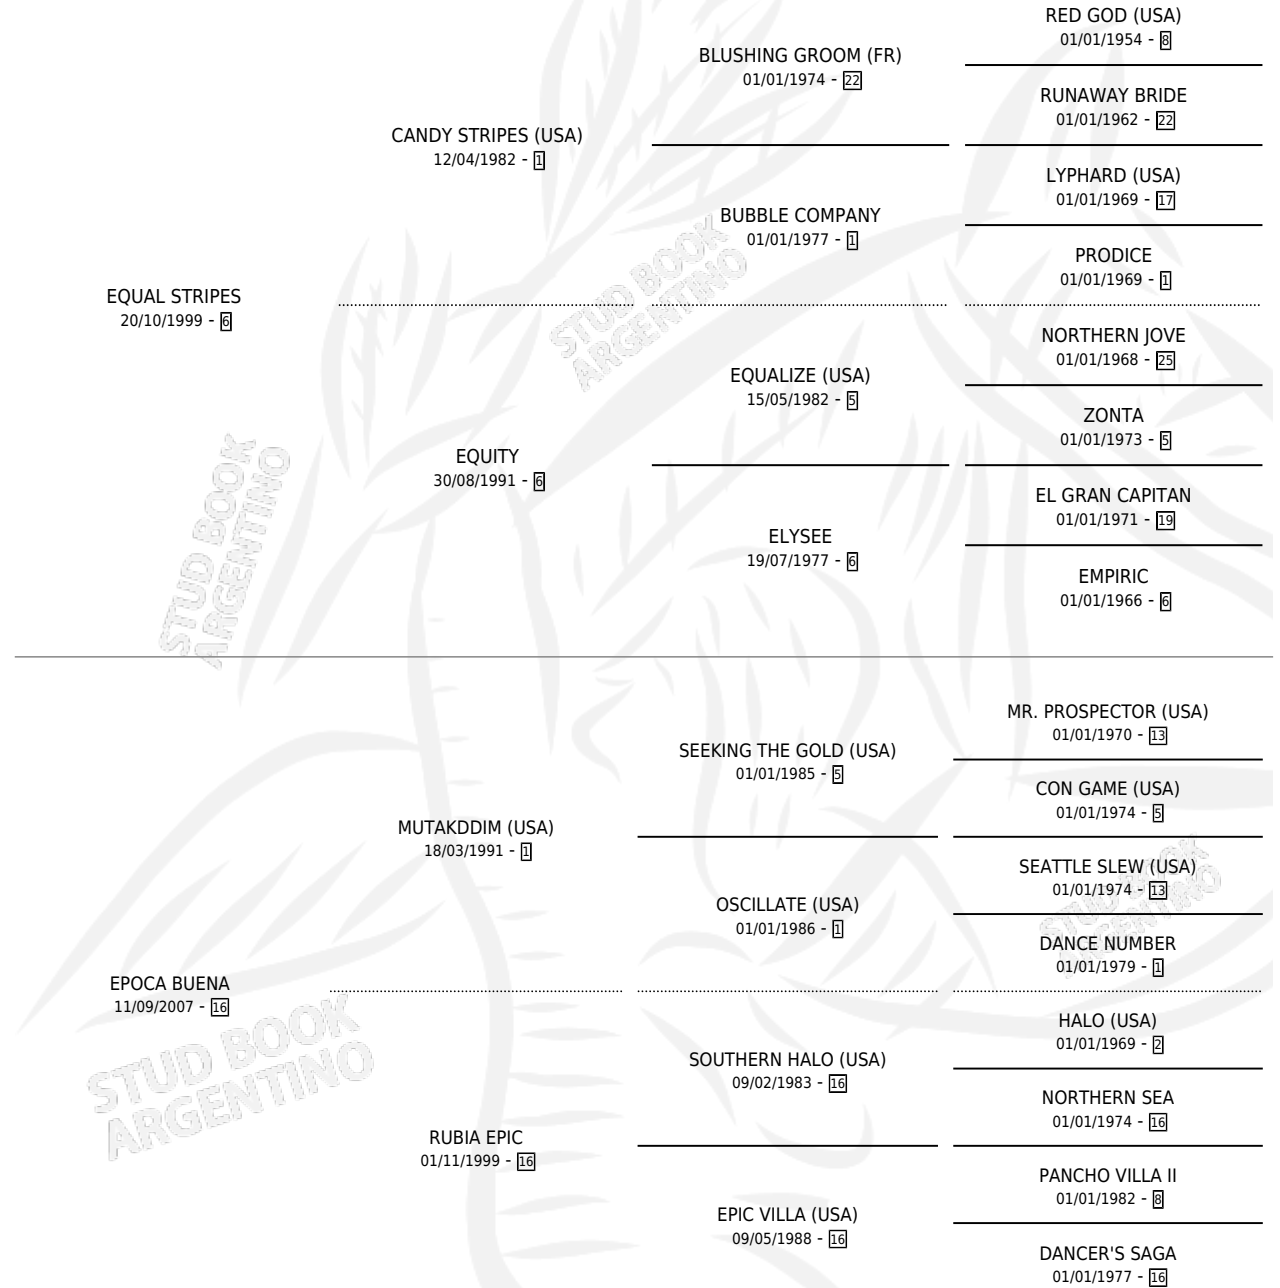 RED GOD (USA)
01/01/1954 - 8
BLUSHING GROOM (FR)
01/01/1974 - 22
RUNAWAY BRIDE
01/01/1962 - 22
CANDY STRIPES (USA)
12/04/1982 - 1
LYPHARD (USA)
01/01/1969 - 17
BUBBLE COMPANY
01/01/1977 - 1
PRODICE
01/01/1969 - 1
EQUAL STRIPES
20/10/1999 - 6
NORTHERN JOVE
01/01/1968 - 25
EQUALIZE (USA)
15/05/1982 - 5
ZONTA
01/01/1973 - 5
EQUITY
30/08/1991 - 6
EL GRAN CAPITAN
01/01/1971 - 19
ELYSEE
19/07/1977 - 6
EMPIRIC
01/01/1966 - 6
STUD BOOK
ARGENTINO
STUD BOOK
ARGENTINO
MR. PROSPECTOR (USA)
01/01/1970 - 13
SEEKING THE GOLD (USA)
01/01/1985 - 5
CON GAME (USA)
01/01/1974 - 5
MUTAKDDIM (USA)
18/03/1991 - 1
SEATTLE SLEW (USA)
01/01/1974 - 13
OSCILLATE (USA)
01/01/1986 - 1
DANCE NUMBER
01/01/1979 - 1
STUD BOOK
ARGENTINO
EPOCA BUENA
11/09/2007 - 16
HALO (USA)
01/01/1969 - 2
SOUTHERN HALO (USA)
09/02/1983 - 16
NORTHERN SEA
01/01/1974 - 16
STUD BOOK
ARGENTINO
RUBIA EPIC
01/11/1999 - 16
PANCHO VILLA II
01/01/1982 - 8
EPIC VILLA (USA)
09/05/1988 - 16
DANCER'S SAGA
01/01/1977 - 16